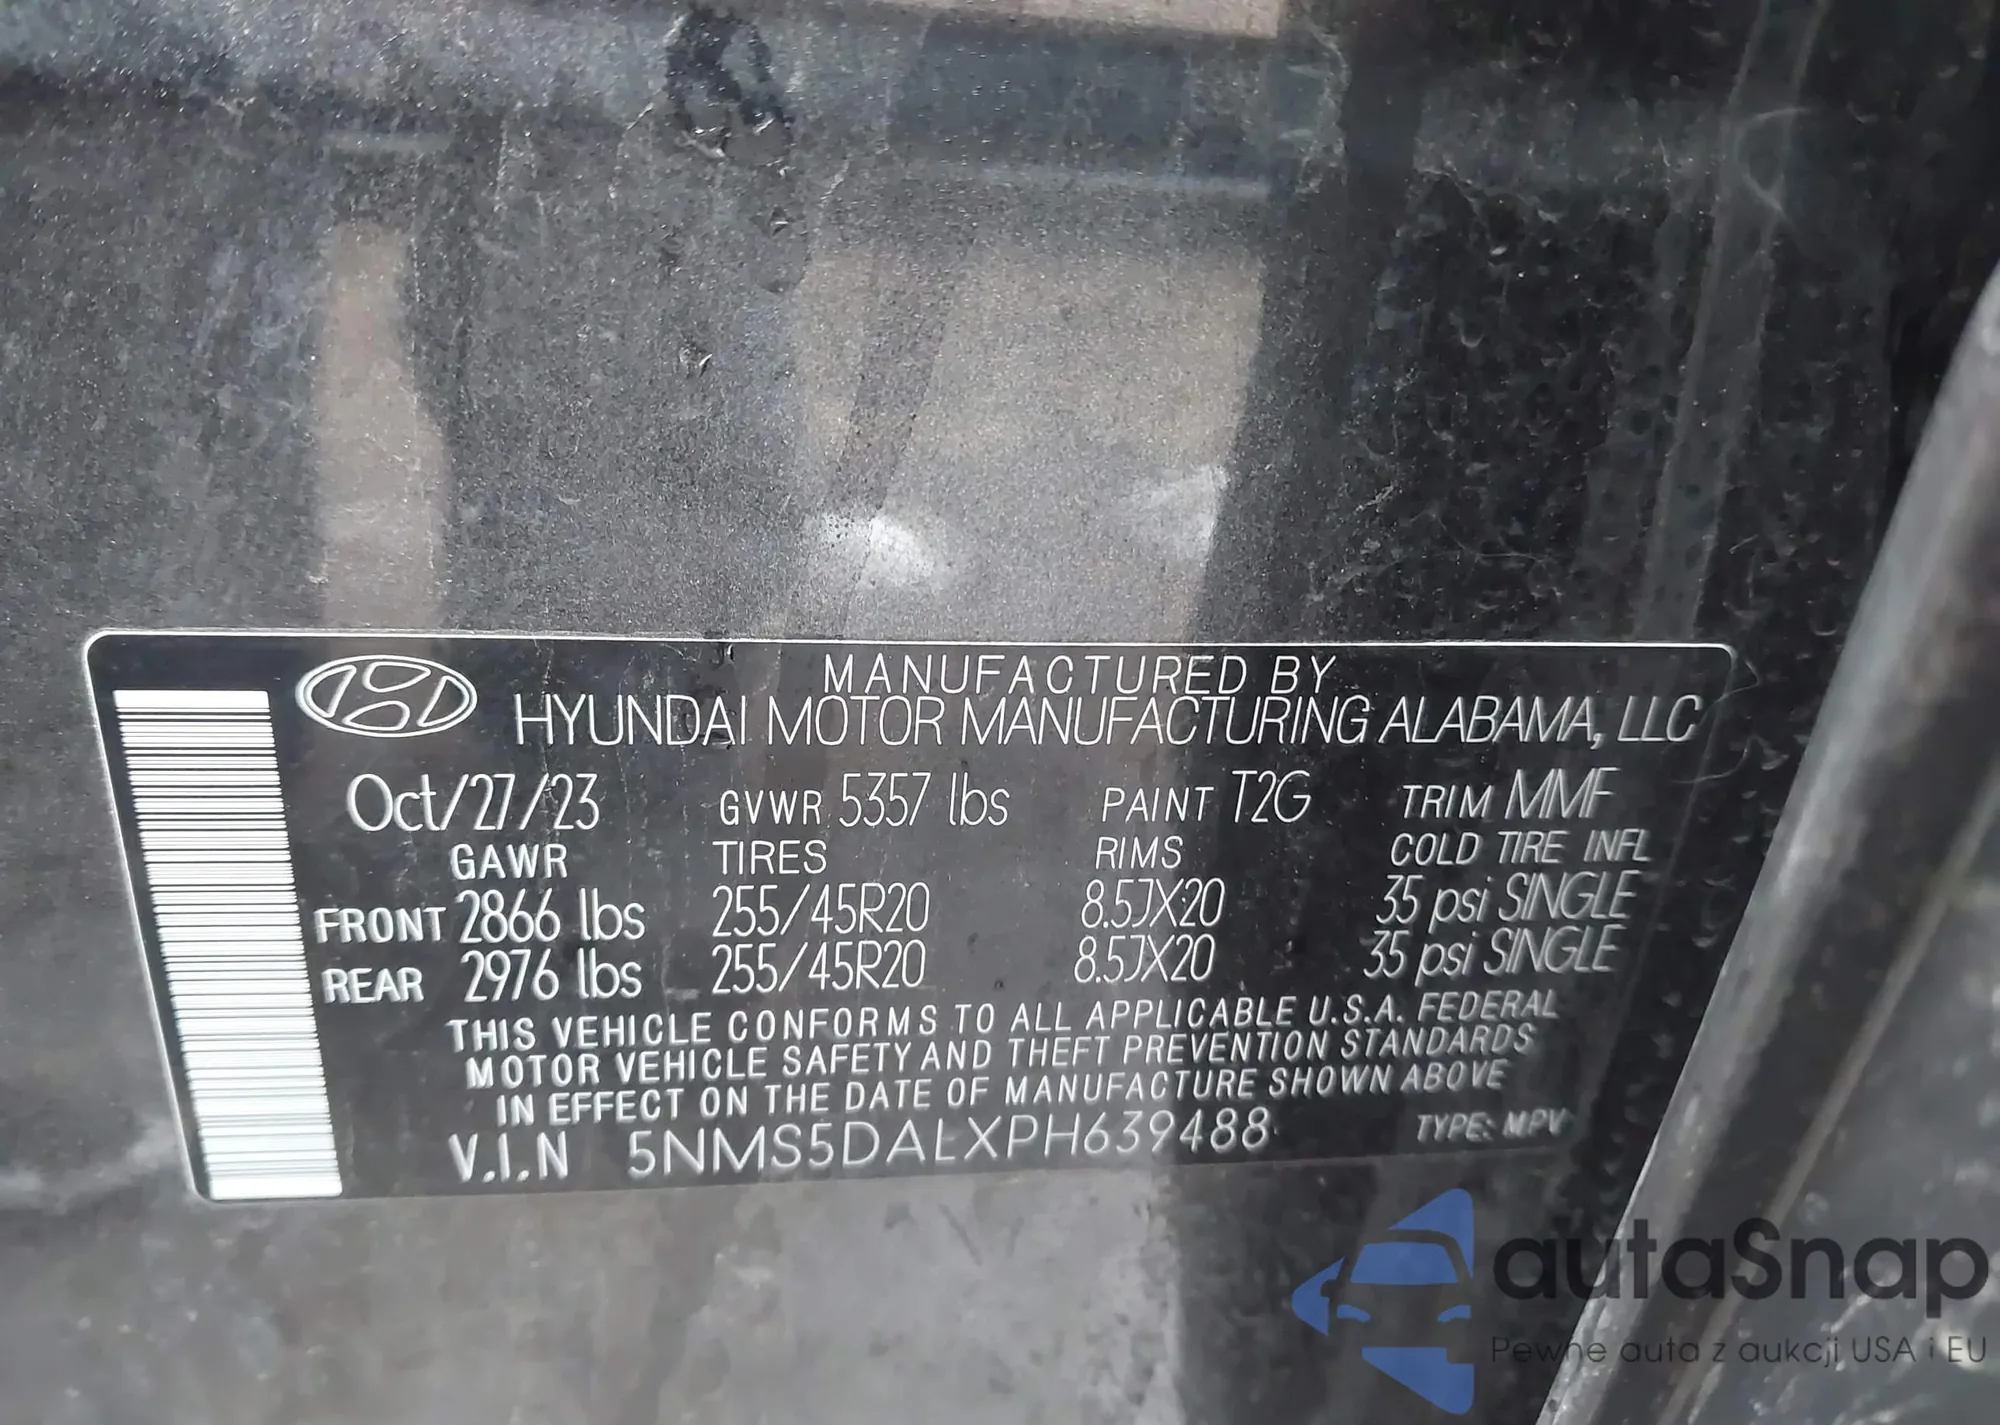 MANUFACTURED BY
HYUNDAI MOTOR MANUFACTURING ALABAMA, LLC
Oct/27/23 GVWR 5357 lbs PAINT T2G TRIM MMF
GAWR TIRES RIMS COLD TIRE INFL
FRONT 2866 lbs 255/45R20 8.5JX20 35 psi SINGLE
REAR 2976 lbs 255/45R20 8.5JX20 35 psi SINGLE
THIS VEHICLE CONFORMS TO ALL APPLICABLE U.S.A. FEDERAL
MOTOR VEHICLE SAFETY AND THEFT PREVENTION STANDARDS
IN EFFECT ON THE DATE OF MANUFACTURE SHOWN ABOVE
V.I.N 5NMS5DALXPH639488 TYPE: MPV
autaSnap
Pewne auta z aukcji USA i EU